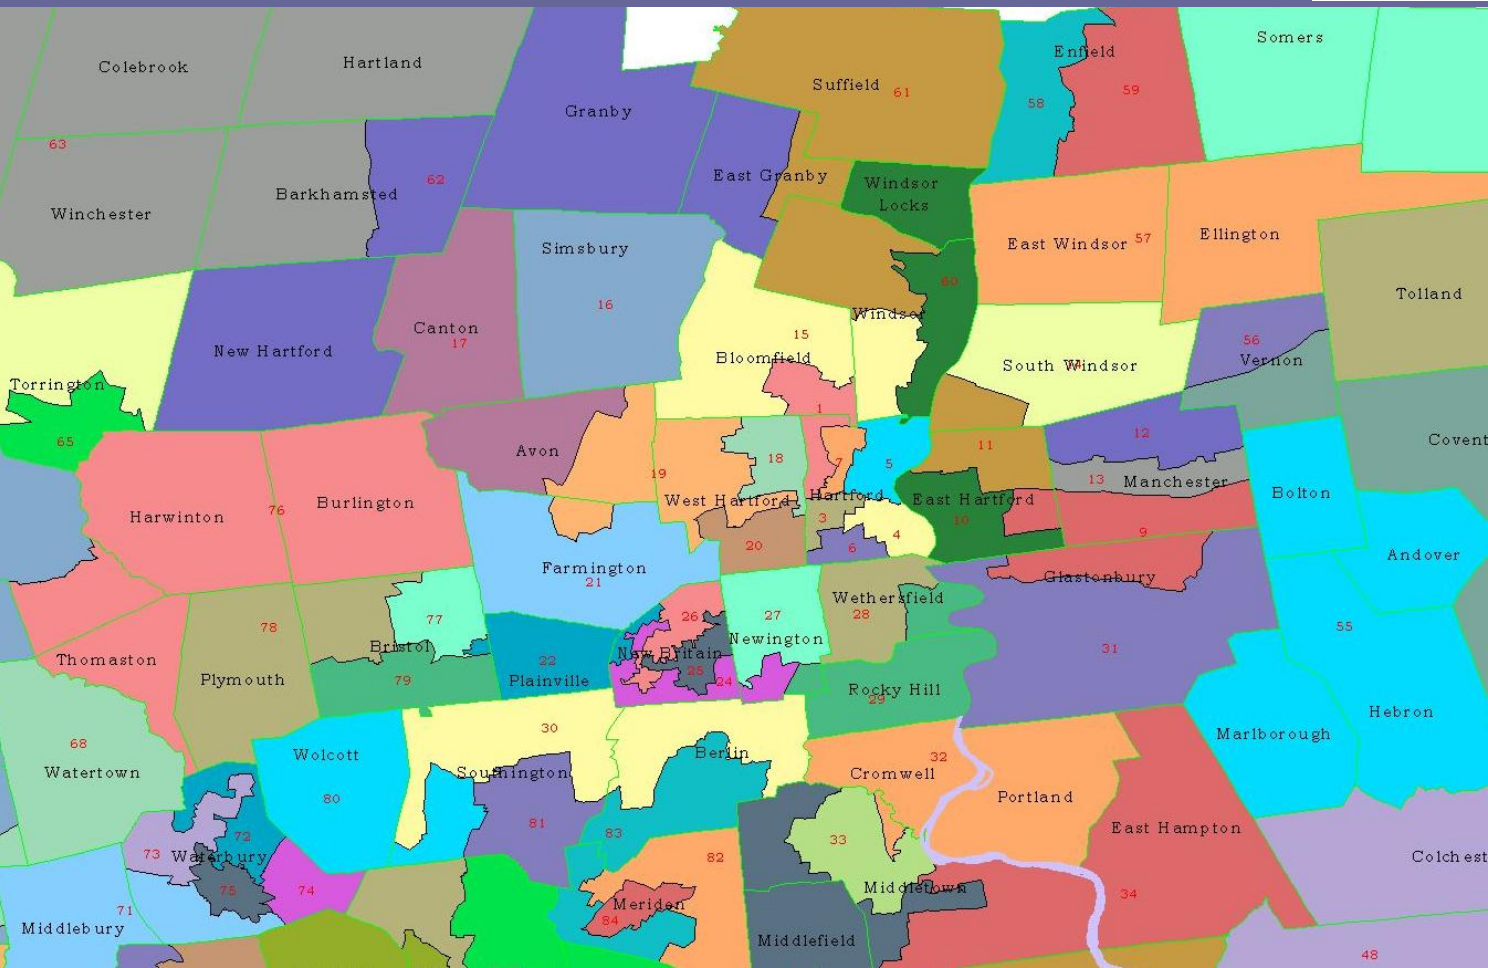 Somers
Enfield
Colebrook
Hartland
Suffield
61
59
58
Granby
63
East Granby
62
Windsor
Locks
Barkhamsted
Winchester
Simsbury
East Windsor
57
Ellington
60
Tolland
16
Windsor
Canton
17
15
Bloomfield
56
Vernon
New Hartford
South Windsor
Torrington
1
65
12
11
Avon
18
7
5
19
13
Manchester
Bolton
West Hartford
Hartford
East Hartford
Burlington
76
Harwinton
3
10
4
9
20
6
Andover
Farmington
21
Glastonbury
Wethersfield
28
26
27
77
78
55
Newington
Bristol
New Britain
31
Thomaston
22
Plainville
25
24
Plymouth
79
Rocky Hill
29
Hebron
30
Marlborough
68
Watertown
Wolcott
Berlin
32
Cromwell
Southington
80
Portland
81
83
33
East Hampton
72
73
Waterbury
82
Colchest
75
74
Middletown
34
Meriden
84
71
Middlebury
Middlefield
48